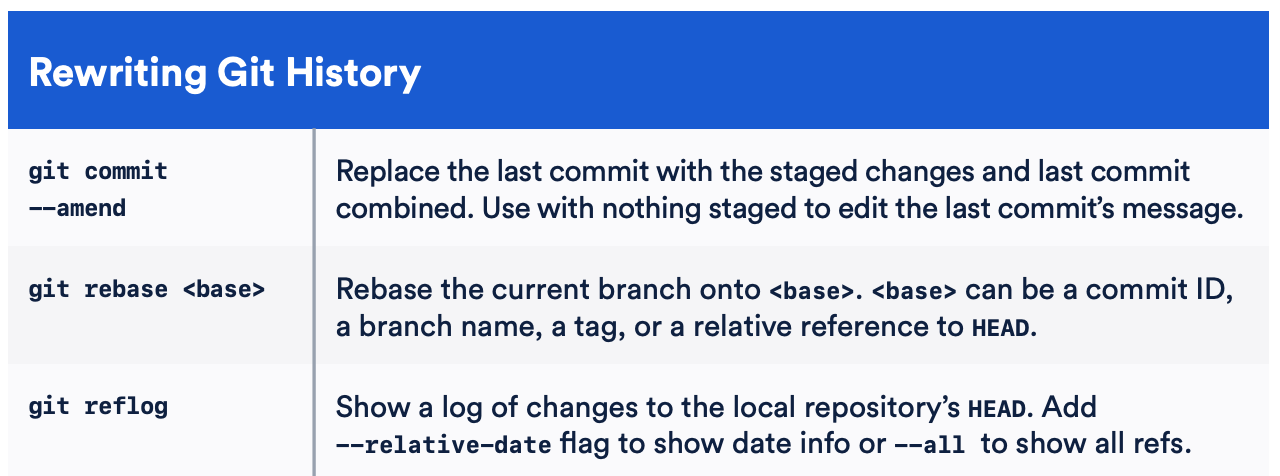 Rewriting Git History
git commit
--amend
Replace the last commit with the staged changes and last commit
combined. Use with nothing staged to edit the last commit’s message.
git rebase <base>
Rebase the current branch onto <base>. <base> can be a commit ID,
a branch name, a tag, or a relative reference to HEAD.
git reflog
Show a log of changes to the local repository’s HEAD. Add
--relative-date flag to show date info or --all to show all refs.